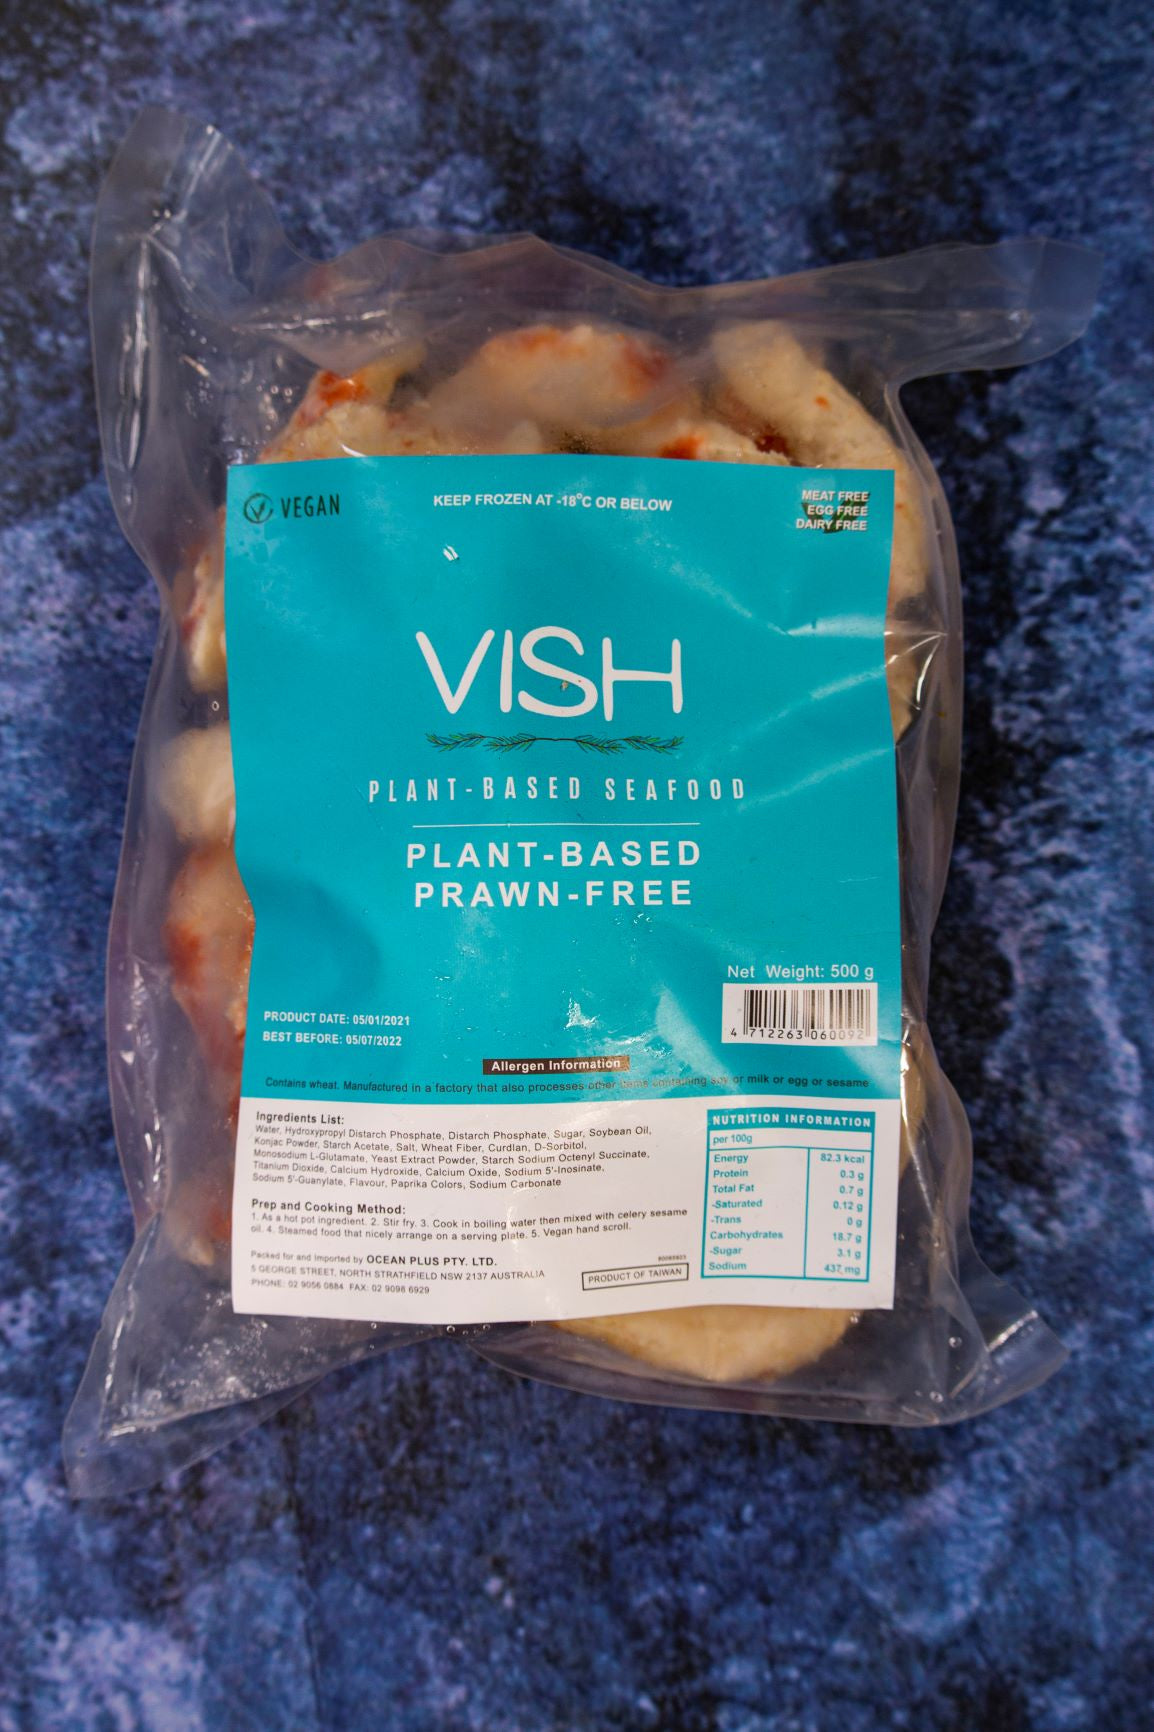 VEGAN
KEEP FROZEN AT -18°C OR BELOW
MEAT FREE
EGG FREE
DAIRY FREE
VISH
PLANT-BASED SEAFOOD
PLANT-BASED
PRAWN-FREE
Net Weight: 500 g
4 712263 060092
PRODUCT DATE: 05/01/2021
BEST BEFORE: 05/07/2022
Allergen Information
Contains wheat. Manufactured in a factory that also processes other items containing soy or milk or egg or sesame
Ingredients List:
Water, Hydroxypropyl Distarch Phosphate, Distarch Phosphate, Sugar, Soybean Oil,
Konjac Powder, Starch Acetate, Salt, Wheat Fiber, Curdlan, D-Sorbitol,
Monosodium L-Glutamate, Yeast Extract Powder, Starch Sodium Octenyl Succinate,
Titanium Dioxide, Calcium Hydroxide, Calcium Oxide, Sodium 5'-Inosinate,
Sodium 5'-Guanylate, Flavour, Paprika Colors, Sodium Carbonate
Prep and Cooking Method:
1. As a hot pot ingredient. 2. Stir fry. 3. Cook in boiling water then mixed with celery sesame
oil. 4. Steamed food that nicely arrange on a serving plate. 5. Vegan hand scroll.
Packed for and Imported by OCEAN PLUS PTY. LTD.
5 GEORGE STREET, NORTH STRATHFIELD NSW 2137 AUSTRALIA
PHONE: 02 9056 0884 FAX: 02 9098 6929
PRODUCT OF TAIWAN
NUTRITION INFORMATION
per 100g
Energy 82.3 kcal
Protein 0.3 g
Total Fat 0.7 g
-Saturated 0.12 g
-Trans 0 g
Carbohydrates 18.7 g
-Sugar 3.1 g
Sodium 437 mg